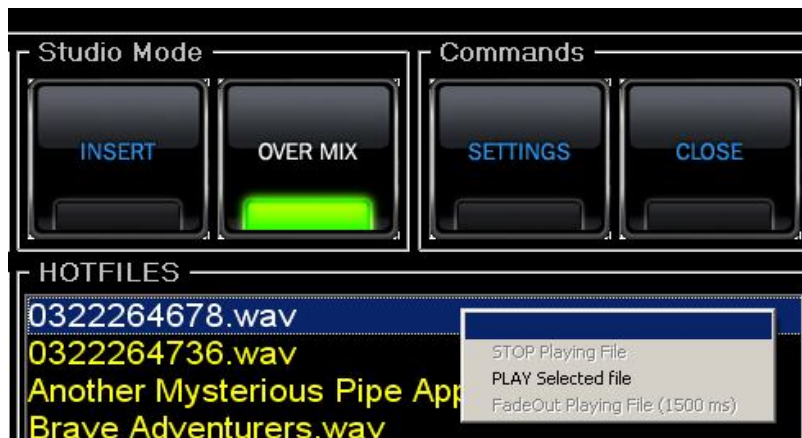 Studio Mode
Commands
INSERT
OVER MIX
SETTINGS
CLOSE
HOTFILES
0322264678.wav
0322264736.wav
Another Mysterious Pipe App
Brave Adventurers.wav
STOP Playing File
PLAY Selected file
FadeOut Playing File (1500 ms)